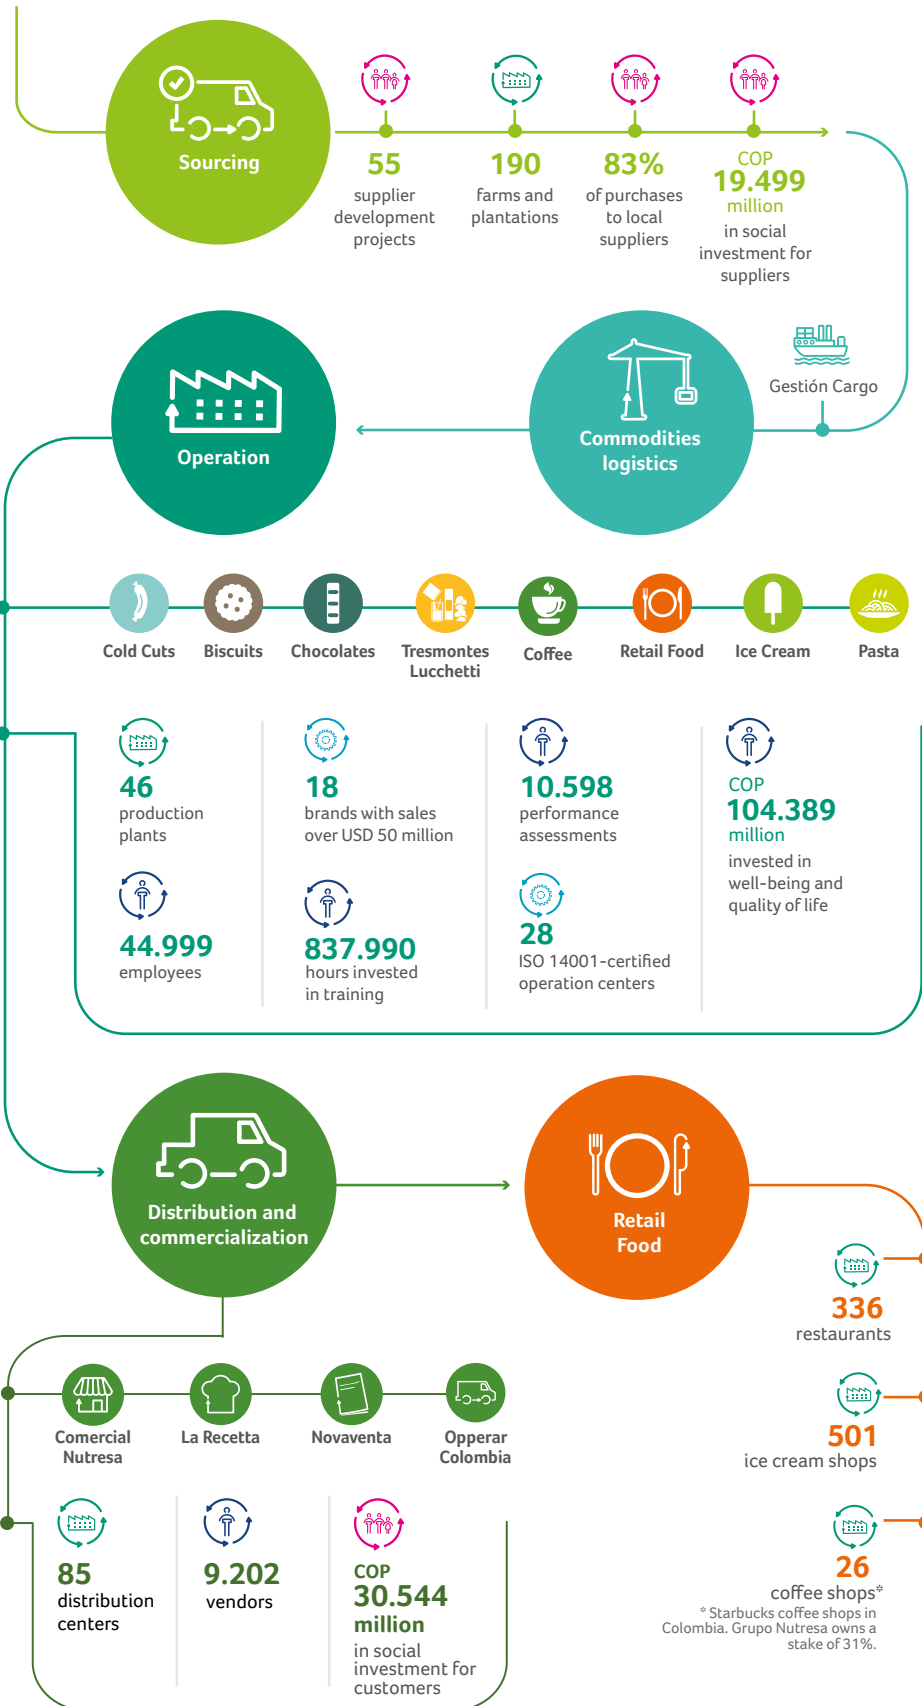 Sourcing
55
supplier
development
projects
190
farms and
plantations
83%
of purchases
to local
suppliers
COP
19.499
million
in social
investment for
suppliers
Gestión Cargo
Commodities
logistics
Operation
Cold Cuts
Biscuits
Chocolates
Tresmontes
Lucchetti
Coffee
Retail Food
Ice Cream
Pasta
46
production
plants
44.999
employees
18
brands with sales
over USD 50 million
837.990
hours invested
in training
10.598
performance
assessments
28
ISO 14001-certified
operation centers
COP
104.389
million
invested in
well-being and
quality of life
Distribution and
commercialization
Retail
Food
336
restaurants
501
ice cream shops
26
coffee shops*
* Starbucks coffee shops in
Colombia. Grupo Nutresa owns a
stake of 31%.
Comercial
Nutresa
La Recetta
Novaventa
Opperar
Colombia
85
distribution
centers
9.202
vendors
COP
30.544
million
in social
investment for
customers